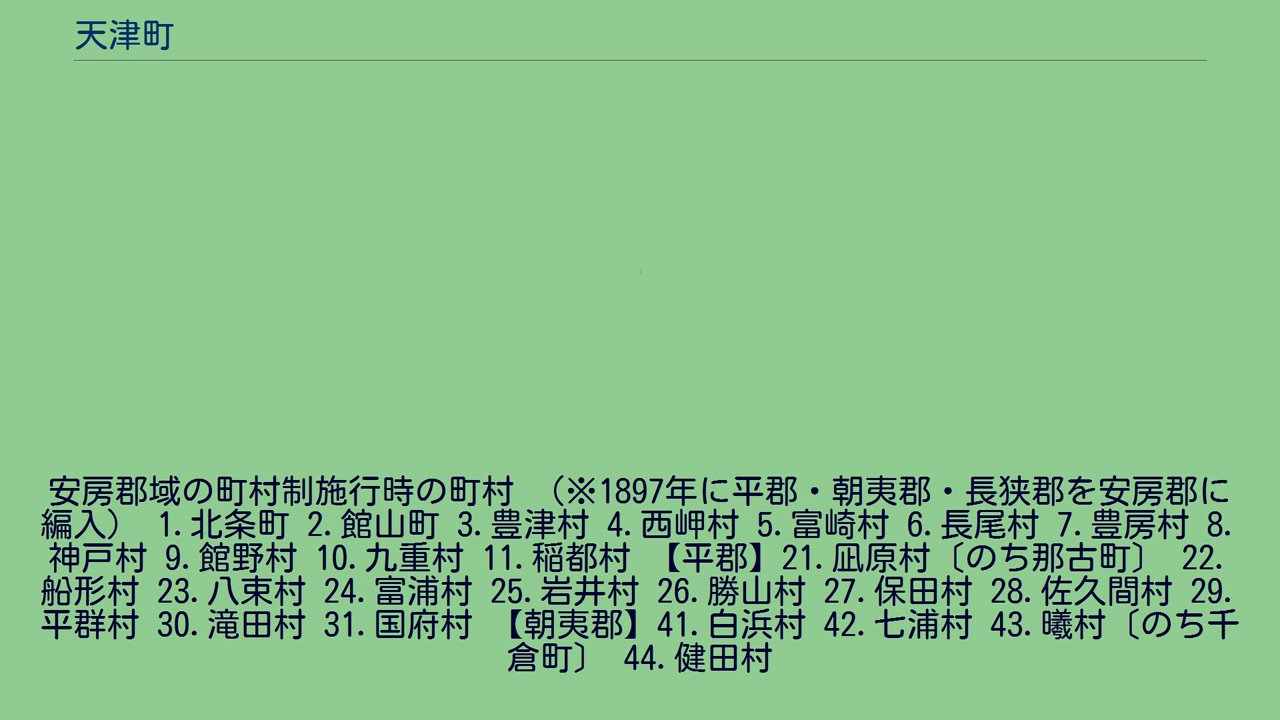 天津町
安房郡域の町村制施行時の町村 （※1897年に平郡・朝夷郡・長狭郡を安房郡に
編入） 1.北条町 2.館山町 3.豊津村 4.西岬村 5.富崎村 6.長尾村 7.豊房村 8.
神戸村 9.館野村 10.九重村 11.稲都村 【平郡】21.凪原村〔のち那古町〕 22.
船形村 23.八束村 24.富浦村 25.岩井村 26.勝山村 27.保田村 28.佐久間村 29.
平群村 30.滝田村 31.国府村 【朝夷郡】41.白浜村 42.七浦村 43.曦村〔のち千
倉町〕 44.健田村